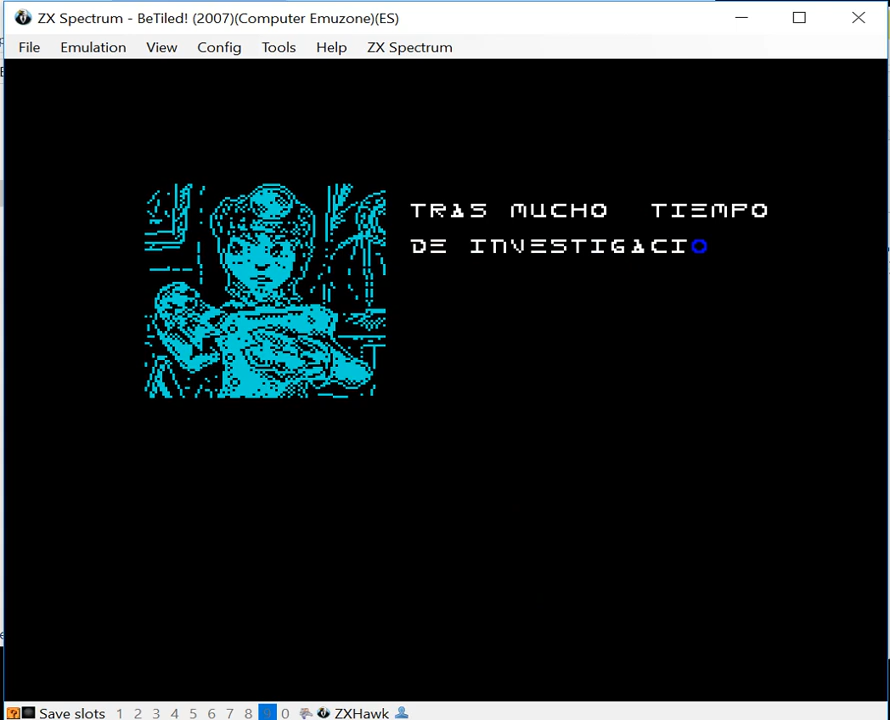 ZX Spectrum - BeTiled! (2007)(Computer Emuzone)(ES)
File Emulation View Config Tools Help ZX Spectrum
TRAS MUCHO TIEMPO
DE INVESTIGACIO
Save slots 1 2 3 4 5 6 7 8 9 0 ZXHawk